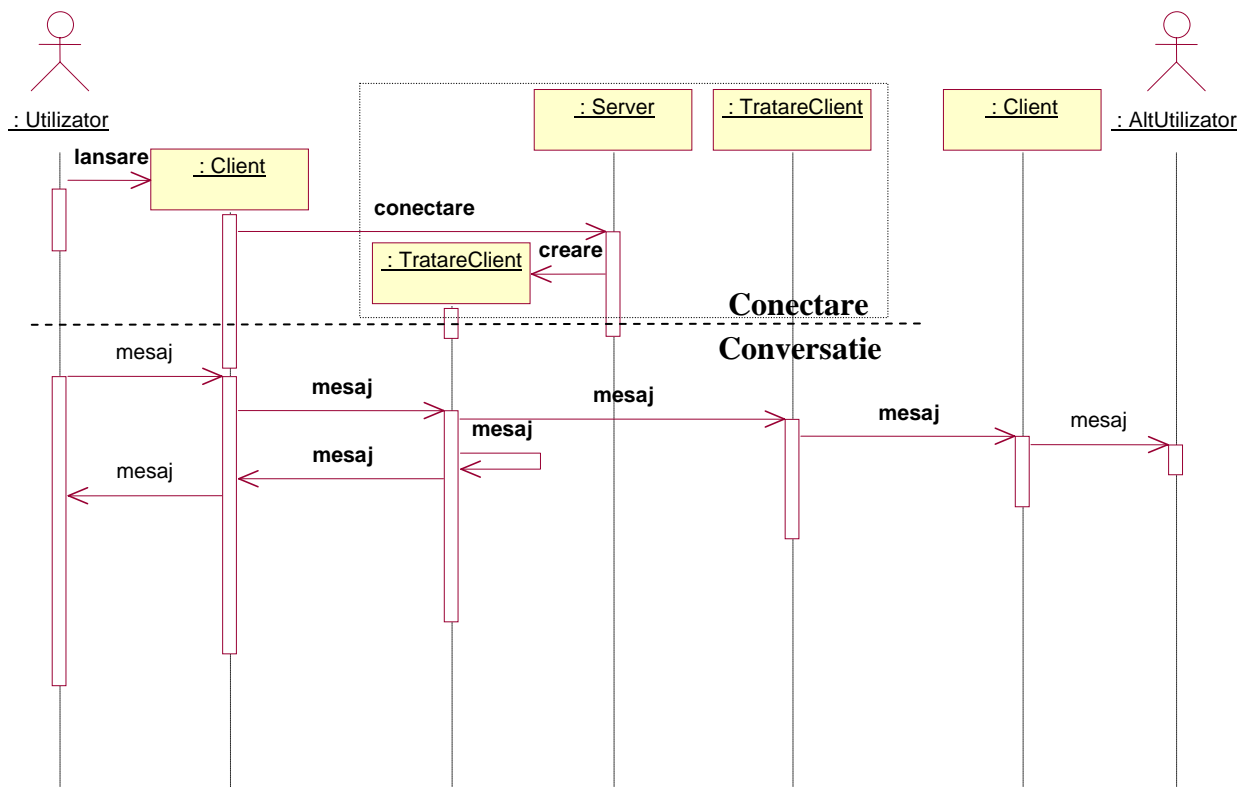 : Utilizator
: Server
: TratareClient
: Client
: AltUtilizator
lansare
: Client
conectare
creare
: TratareClient
Conectare
Conversatie
mesaj
mesaj
mesaj
mesaj
mesaj
mesaj
mesaj
mesaj